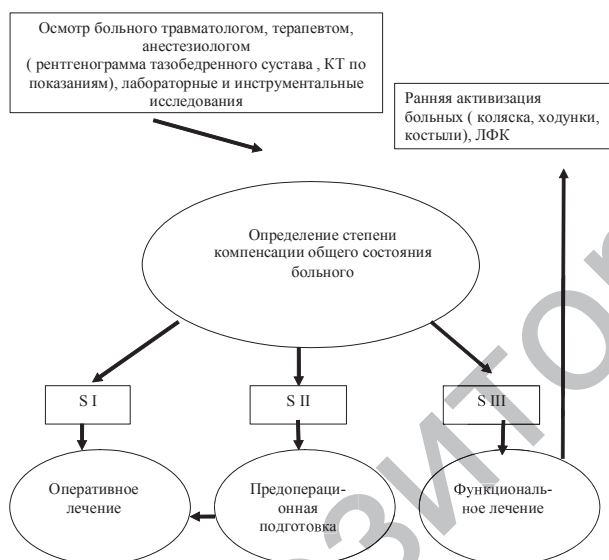 Осмотр больного травматологом, терапевтом,
анестезиологом
( рентгенограмма тазобедренного сустава , КТ по
показаниям), лабораторные и инструментальные
исследования
Ранняя активизация
больных ( коляска, ходунки,
костыли), ЛФК
Определение степени
компенсации общего состояния
больного
S I
S II
S III
Оперативное
лечение
Предопераци-
онная
подготовка
Функциональ-
ное лечение